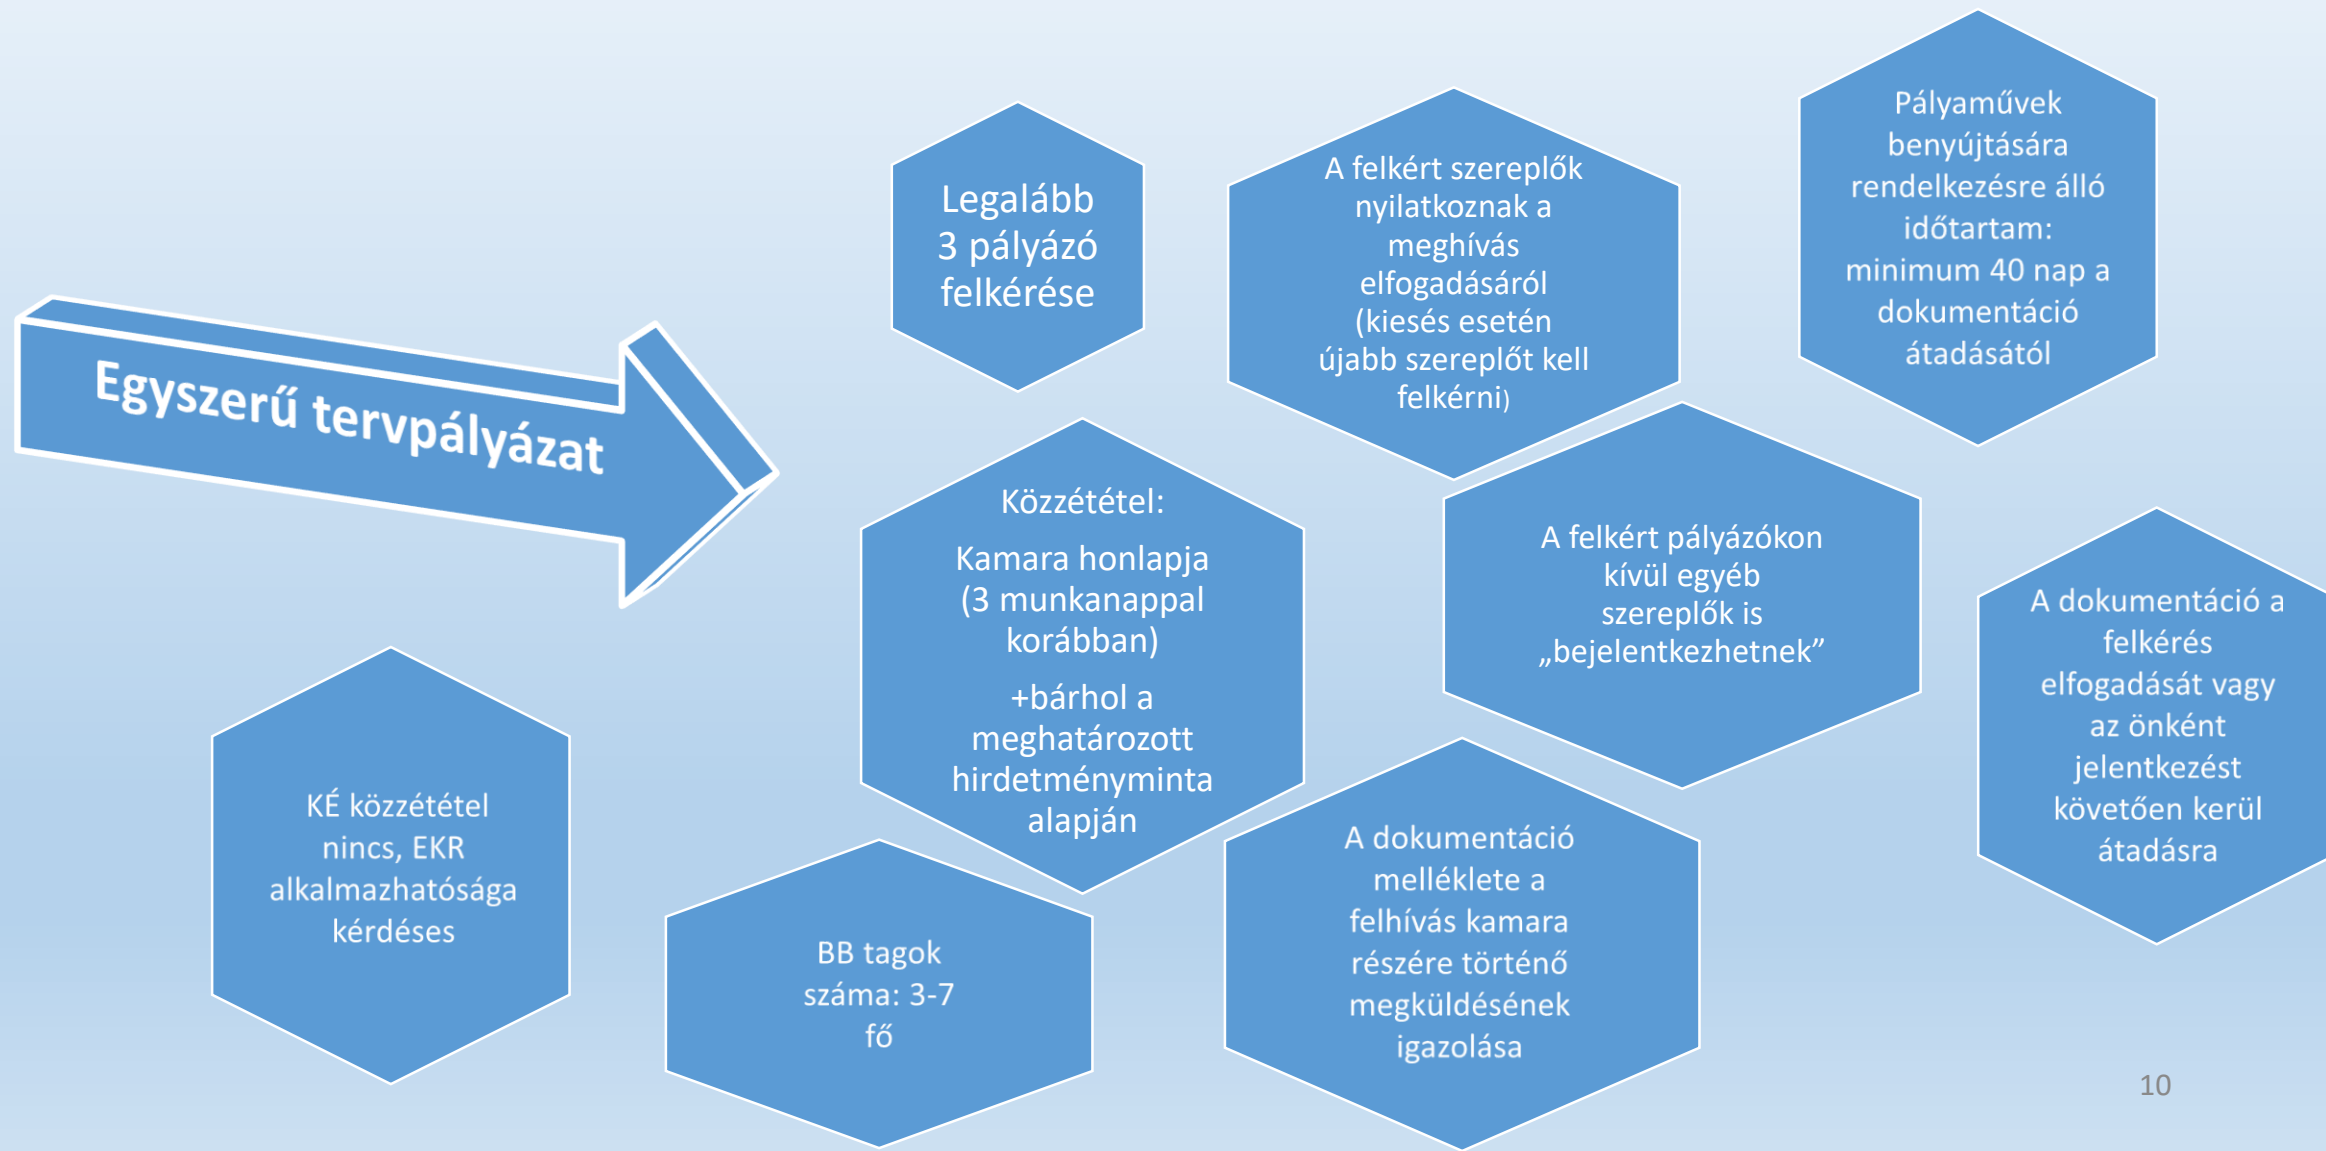 Egyszerű tervpályázat
Legalább
3 pályázó
felkérése
A felkért szereplők
nyilatkoznak a
meghívás
elfogadásáról
(kiesés esetén
újabb szereplőt kell
felkérni)
Pályaművek
benyújtására
rendelkezésre álló
időtartam:
minimum 40 nap a
dokumentáció
átadásától
Közzététel:
Kamara honlapja
(3 munkanappal
korábban)
+bárhol a
meghatározott
hirdetményminta
alapján
A felkért pályázókon
kívül egyéb
szereplők is
„bejelentkezhetnek”
A dokumentáció a
felkérés
elfogadását vagy
az önként
jelentkezést
követően kerül
átadásra
KÉ közzététel
nincs, EKR
alkalmazhatósága
kérdéses
BB tagok
száma: 3-7
fő
A dokumentáció
melléklete a
felhívás kamara
részére történő
megküldésének
igazolása
10